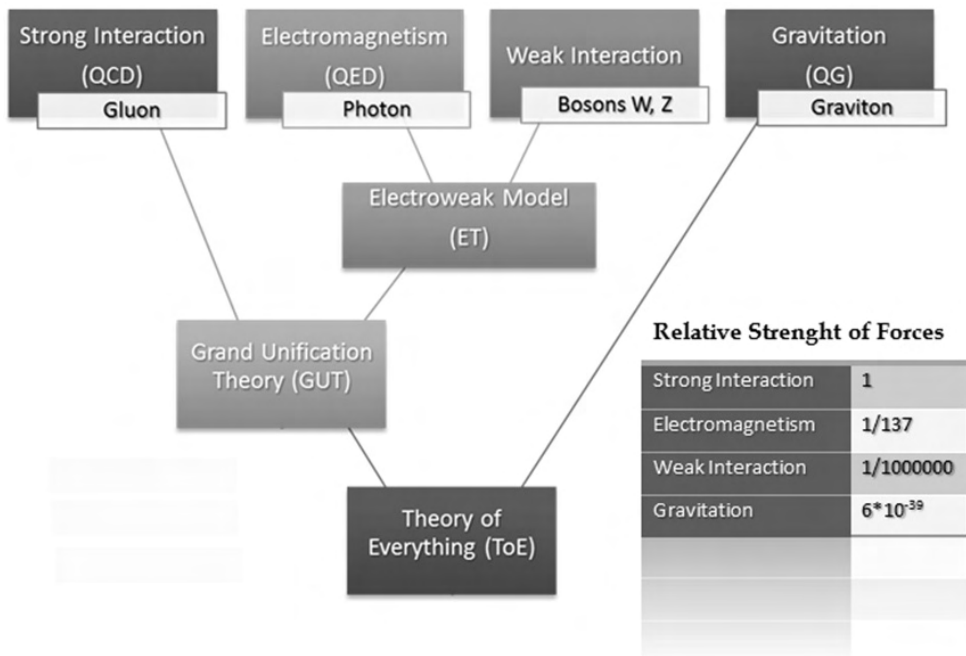 Strong Interaction
(QCD)
Gluon
Electromagnetism
(QED)
Photon
Weak Interaction
Bosons W, Z
Gravitation
(QG)
Graviton
Electroweak Model
(ET)
Grand Unification
Theory (GUT)
Theory of
Everything (ToE)
Relative Strenght of Forces
Strong Interaction 1
Electromagnetism 1/137
Weak Interaction 1/1000000
Gravitation 6*10⁻³⁹